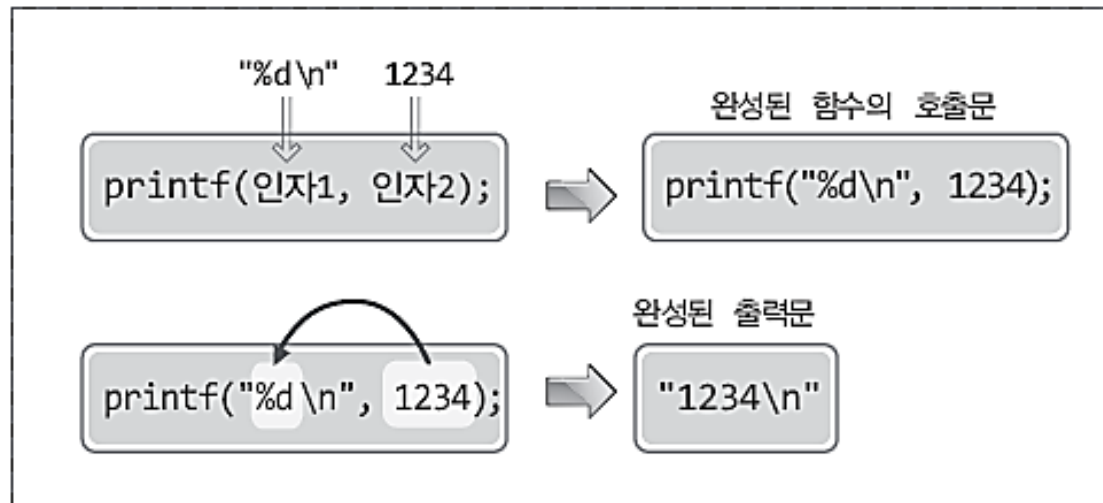 "%d\n" 1234
완성된 함수의 호출문
printf(인자1, 인자2);
printf("%d\n", 1234);
완성된 출력문
printf("%d\n", 1234);
"1234\n"